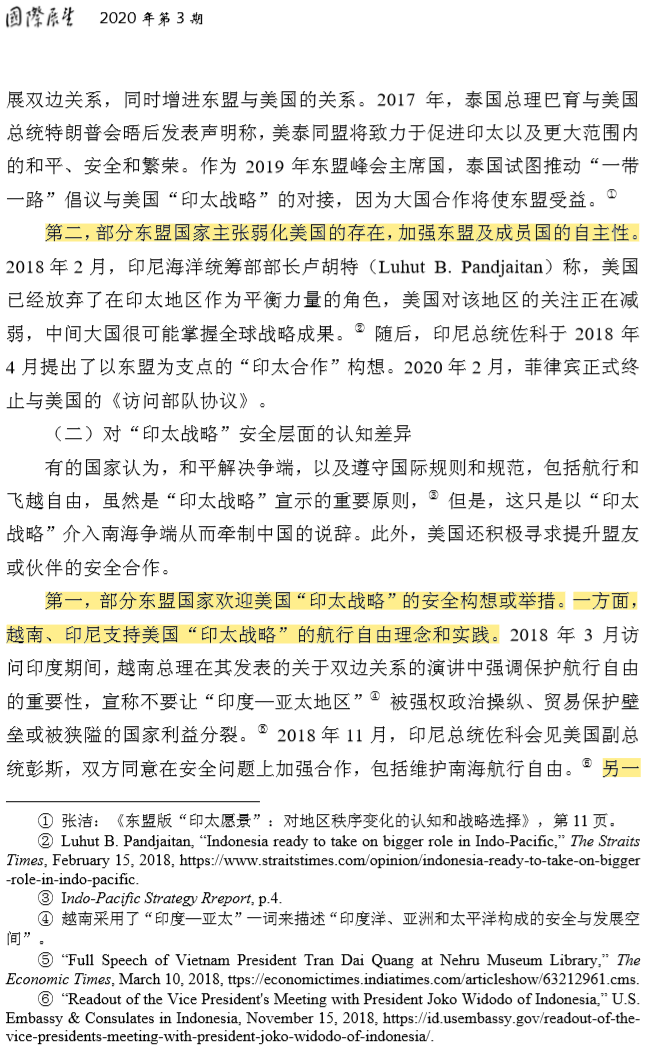 國際展望 2020 年第 3 期
展双边关系，同时增进东盟与美国的关系。2017 年，泰国总理巴育与美国
总统特朗普会晤后发表声明称，美泰同盟将致力于促进印太以及更大范围内
的和平、安全和繁荣。作为 2019 年东盟峰会主席国，泰国试图推动“一带
一路”倡议与美国“印太战略”的对接，因为大国合作将使东盟受益。①
第二，部分东盟国家主张弱化美国的存在，加强东盟及成员国的自主性。
2018 年 2 月，印尼海洋统筹部部长卢胡特（Luhut B. Pandjaitan）称，美国
已经放弃了在印太地区作为平衡力量的角色，美国对该地区的关注正在减
弱，中间大国很可能掌握全球战略成果。② 随后，印尼总统佐科于 2018 年
4 月提出了以东盟为支点的“印太合作”构想。2020 年 2 月，菲律宾正式终
止与美国的《访问部队协议》。
（二）对“印太战略”安全层面的认知差异
有的国家认为，和平解决争端，以及遵守国际规则和规范，包括航行和
飞越自由，虽然是“印太战略”宣示的重要原则，③ 但是，这只是以“印太
战略”介入南海争端从而牵制中国的说辞。此外，美国还积极寻求提升盟友
或伙伴的安全合作。
第一，部分东盟国家欢迎美国“印太战略”的安全构想或举措。一方面，
越南、印尼支持美国“印太战略”的航行自由理念和实践。2018 年 3 月访
问印度期间，越南总理在其发表的关于双边关系的演讲中强调保护航行自由
的重要性，宣称不要让“印度—亚太地区”④ 被强权政治操纵、贸易保护壁
垒或被狭隘的国家利益分裂。⑤ 2018 年 11 月，印尼总统佐科会见美国副总
统彭斯，双方同意在安全问题上加强合作，包括维护南海航行自由。⑥ 另一
① 张洁：《东盟版“印太愿景”：对地区秩序变化的认知和战略选择》，第 11 页。
② Luhut B. Pandjaitan, “Indonesia ready to take on bigger role in Indo-Pacific,” The Straits
Times, February 15, 2018, https://www.straitstimes.com/opinion/indonesia-ready-to-take-on-bigger
-role-in-indo-pacific.
③ Indo-Pacific Strategy Rreport, p.4.
④ 越南采用了“印度—亚太”一词来描述“印度洋、亚洲和太平洋构成的安全与发展空
间”。
⑤ “Full Speech of Vietnam President Tran Dai Quang at Nehru Museum Library,” The
Economic Times, March 10, 2018, ttps://economictimes.indiatimes.com/articleshow/63212961.cms.
⑥ “Readout of the Vice President's Meeting with President Joko Widodo of Indonesia,” U.S.
Embassy & Consulates in Indonesia, November 15, 2018, https://id.usembassy.gov/readout-of-the-
vice-presidents-meeting-with-president-joko-widodo-of-indonesia/.